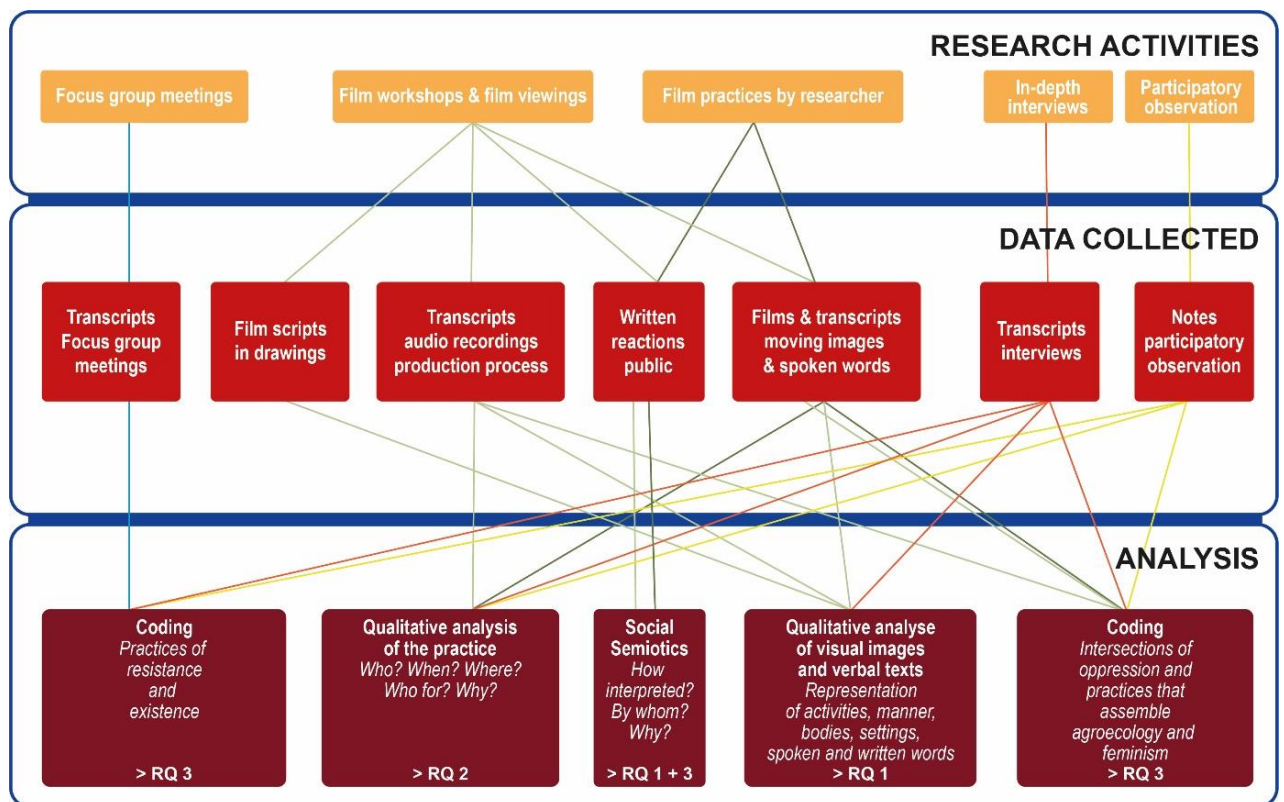 RESEARCH ACTIVITIES
Focus group meetings
Film workshops & film viewings
Film practices by researcher
In-depth
interviews
Participatory
observation
DATA COLLECTED
Transcripts
Focus group
meetings
Film scripts
in drawings
Transcripts
audio recordings
production process
Written
reactions
public
Films & transcripts
moving images
& spoken words
Transcripts
interviews
Notes
participatory
observation
ANALYSIS
Coding
Practices of
resistance
and
existence
> RQ 3
Qualitative analysis
of the practice
Who? When? Where?
Who for? Why?
> RQ 2
Social
Semiotics
How
interpreted?
By whom?
Why?
> RQ 1 + 3
Qualitative analyse
of visual images
and verbal texts
Representation
of activities, manner,
bodies, settings,
spoken and written words
> RQ 1
Coding
Intersections of
oppression and
practices that
assemble
agroecology and
feminism
> RQ 3